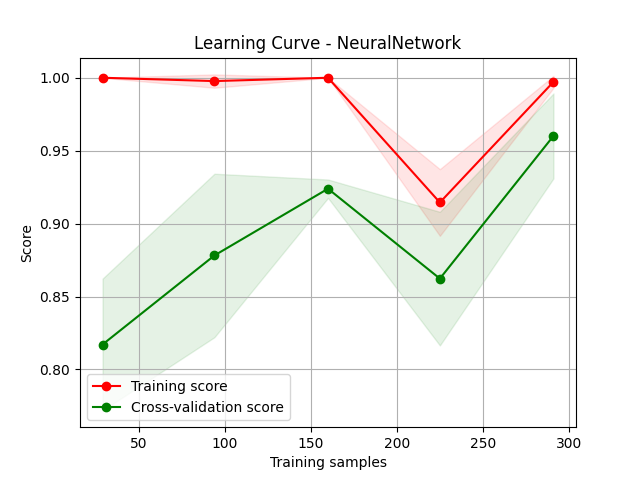 Learning Curve - NeuralNetwork
1.00
0.95
0.90
0.85
0.80
Score
Training score
Cross-validation score
50
100
150
200
250
300
Training samples